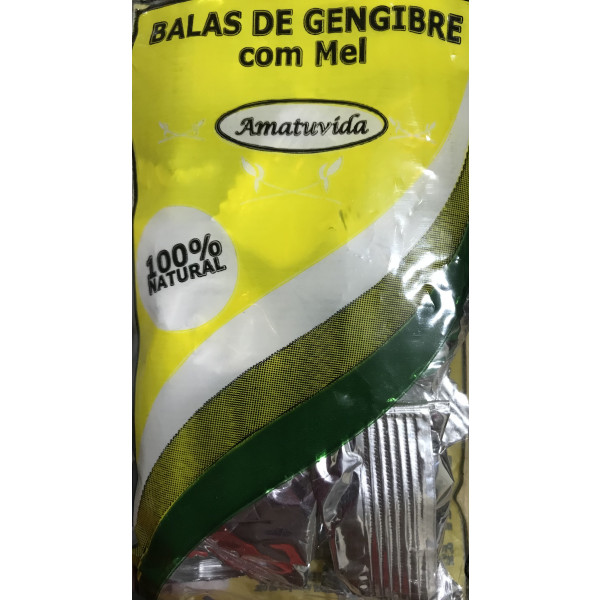 BALAS DE GENGIBRE
com Mel
Amatuvida
100%
NATURAL